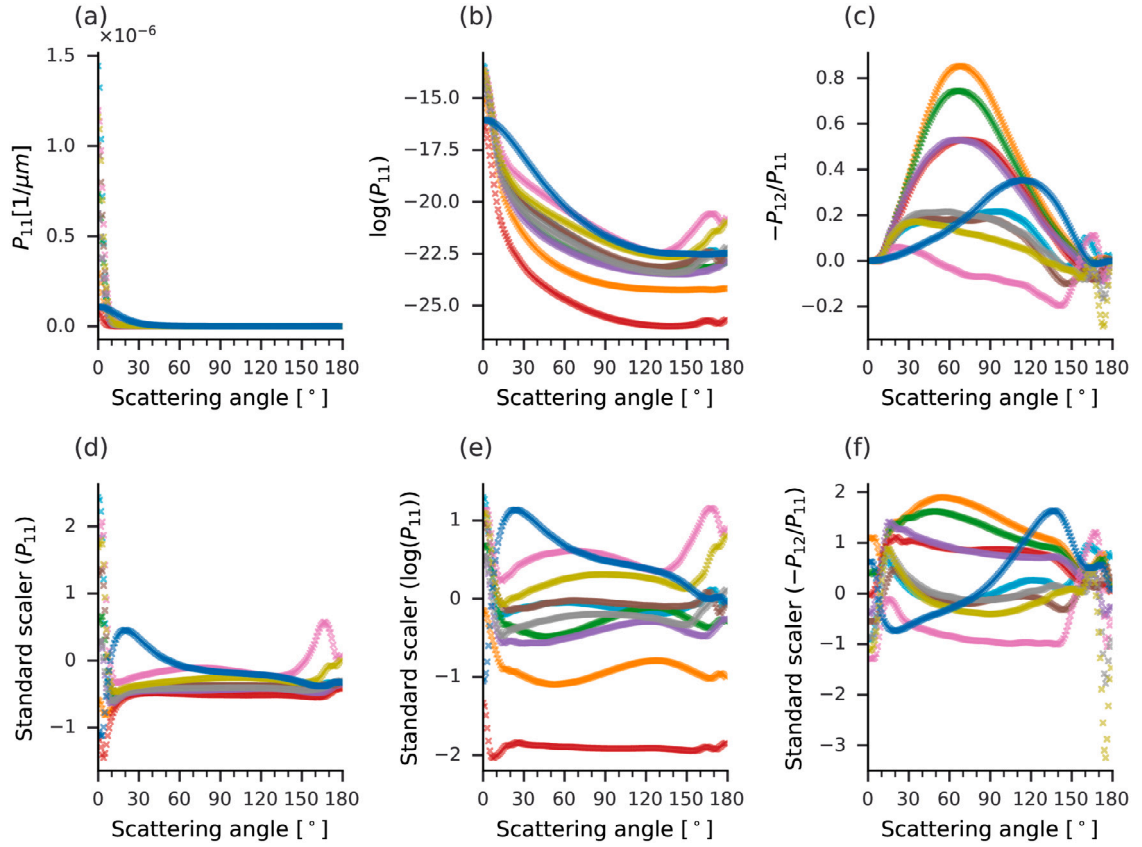 (a)
×10⁻⁶
1.5
1.0
0.5
0.0
P₁₁[1/μm]
0 30 60 90 120 150 180
Scattering angle [°]
(b)
−15.0
−17.5
−20.0
−22.5
−25.0
log(P₁₁)
0 30 60 90 120 150 180
Scattering angle [°]
(c)
0.8
0.6
0.4
0.2
0.0
−0.2
−P₁₂/P₁₁
0 30 60 90 120 150 180
Scattering angle [°]
(d)
2
1
0
−1
Standard scaler (P₁₁)
0 30 60 90 120 150 180
Scattering angle [°]
(e)
1
0
−1
−2
Standard scaler (log(P₁₁))
0 30 60 90 120 150 180
Scattering angle [°]
(f)
2
1
0
−1
−2
−3
Standard scaler (−P₁₂/P₁₁)
0 30 60 90 120 150 180
Scattering angle [°]